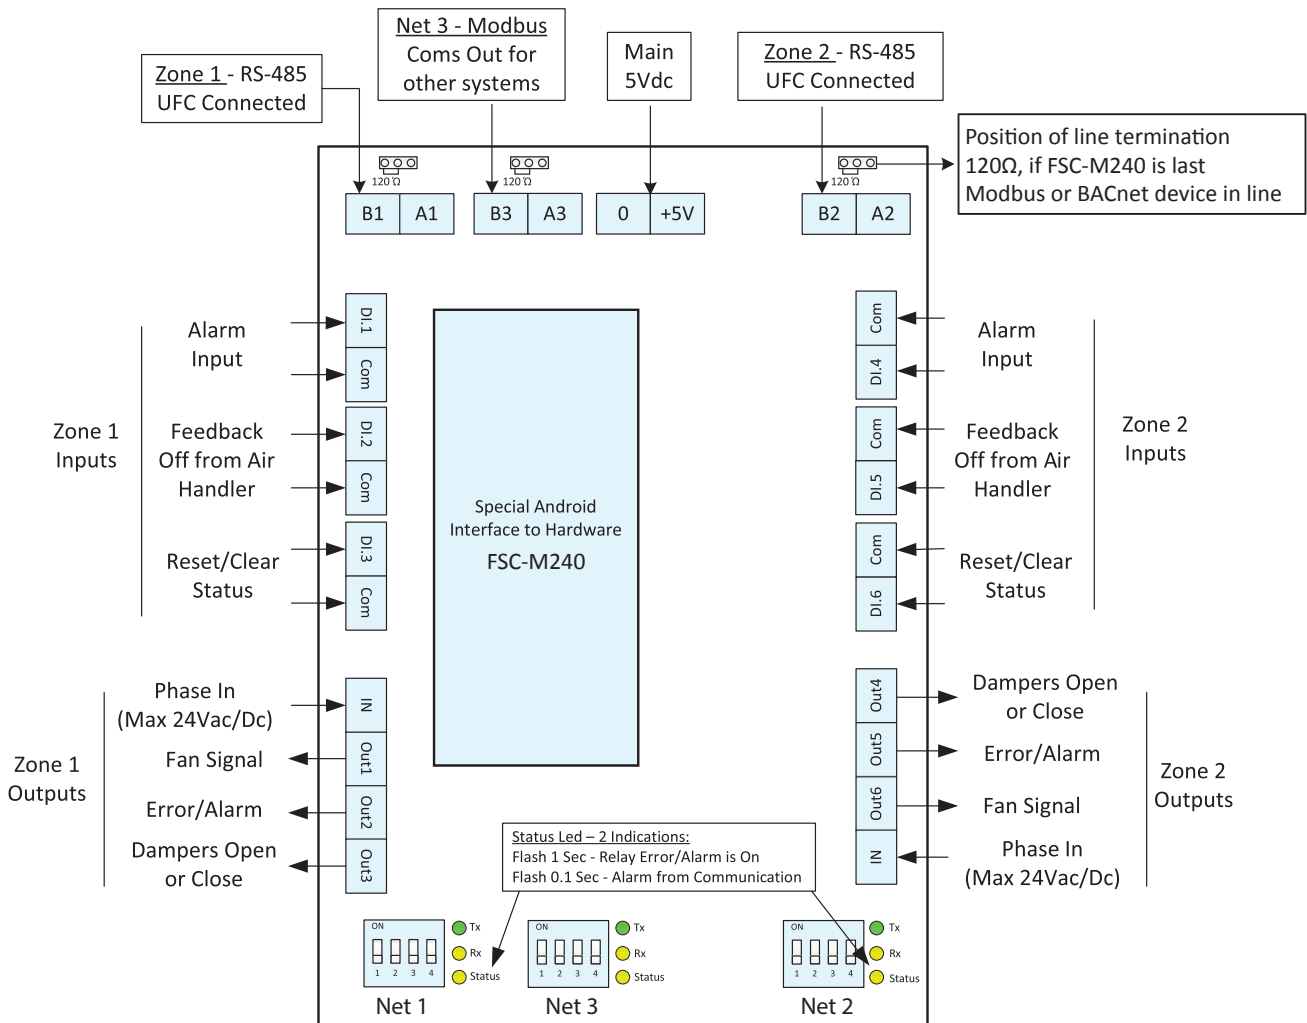 Net 3 - Modbus
Coms Out for
other systems
Main
5Vdc
Zone 2 - RS-485
UFC Connected
Zone 1 - RS-485
UFC Connected
Position of line termination
120Ω, if FSC-M240 is last
Modbus or BACnet device in line
120 Ω
120 Ω
120 Ω
B1
A1
B3
A3
0
+5V
B2
A2
Zone 1
Inputs
Alarm
Input
Feedback
Off from Air
Handler
Reset/Clear
Status
DI.1
Com
DI.2
Com
DI.3
Com
Special Android
Interface to Hardware
FSC-M240
Com
DI.4
Com
DI.5
Com
DI.6
Alarm
Input
Feedback
Off from Air
Handler
Reset/Clear
Status
Zone 2
Inputs
Zone 1
Outputs
Phase In
(Max 24Vac/Dc)
Fan Signal
Error/Alarm
Dampers Open
or Close
IN
Out1
Out2
Out3
Out4
Out5
Out6
IN
Dampers Open
or Close
Error/Alarm
Fan Signal
Phase In
(Max 24Vac/Dc)
Zone 2
Outputs
Status Led – 2 Indications:
Flash 1 Sec - Relay Error/Alarm is On
Flash 0.1 Sec - Alarm from Communication
ON
1 2 3 4
Tx
Rx
Status
Net 1
ON
1 2 3 4
Tx
Rx
Status
Net 3
ON
1 2 3 4
Tx
Rx
Status
Net 2